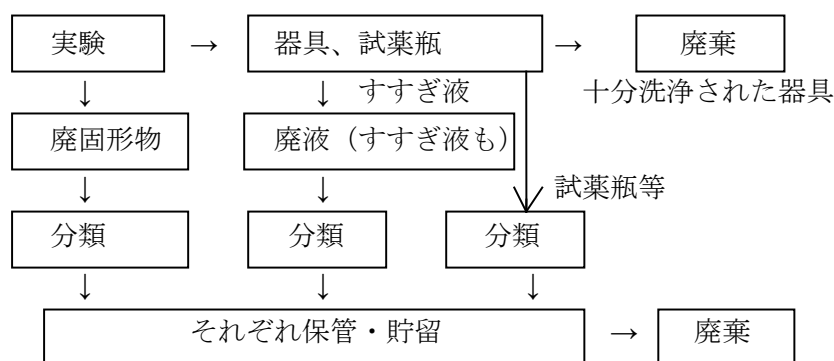 実験 → 器具、試薬瓶 → 廃棄
↓ ↓ すすぎ液 十分洗浄された器具
廃固形物 廃液（すすぎ液も）
↓ ↓ 試薬瓶等
分類 分類 分類
↓ ↓ ↓
それぞれ保管・貯留 → 廃棄